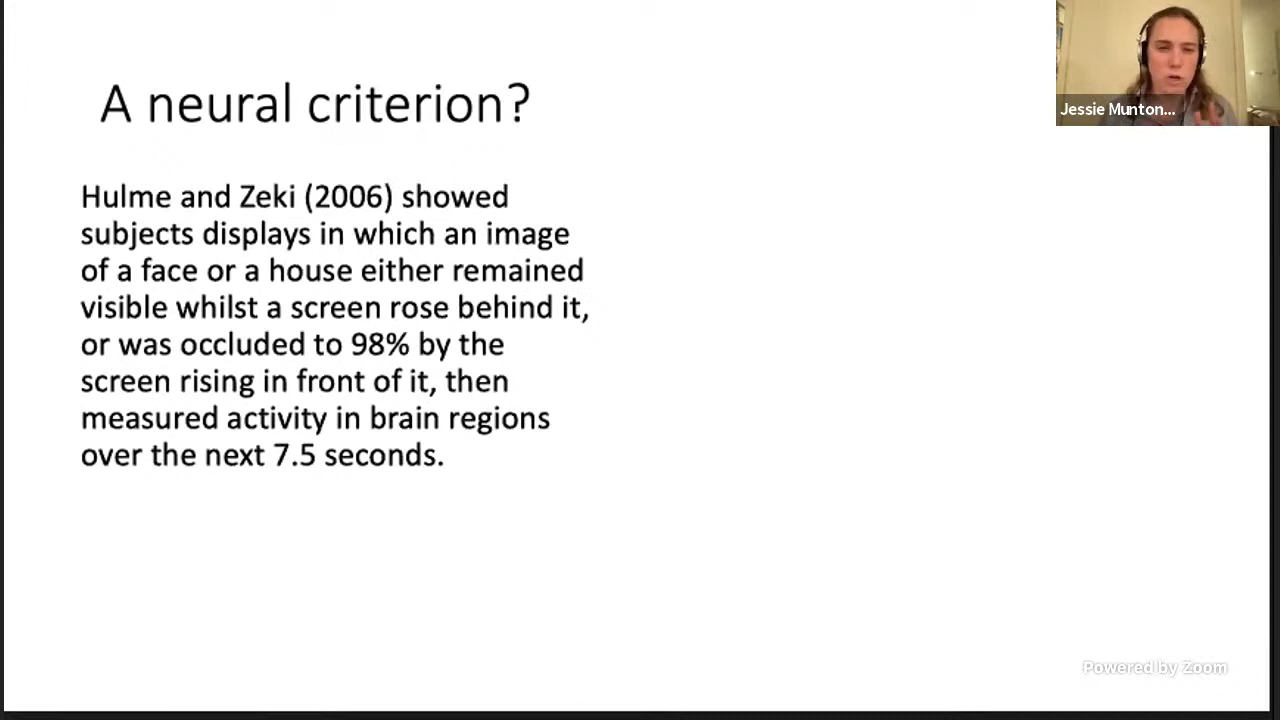 A neural criterion?
Hulme and Zeki (2006) showed
subjects displays in which an image
of a face or a house either remained
visible whilst a screen rose behind it,
or was occluded to 98% by the
screen rising in front of it, then
measured activity in brain regions
over the next 7.5 seconds.
Jessie Munton...
Powered by Zoom